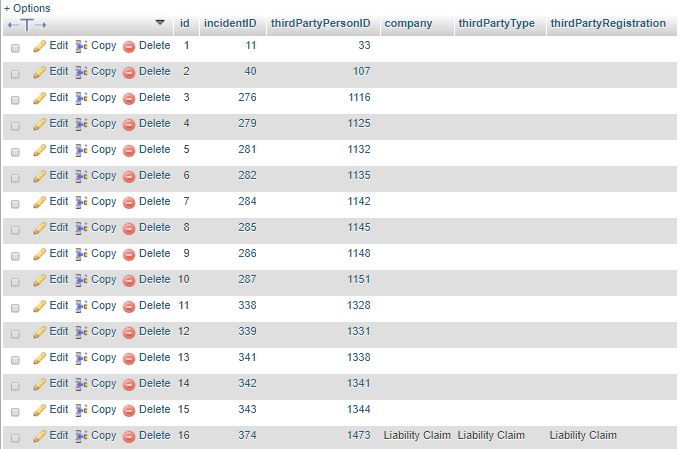 + Options
id incidentID thirdPartyPersonID company thirdPartyType thirdPartyRegistration
Edit Copy Delete 1 11 33
Edit Copy Delete 2 40 107
Edit Copy Delete 3 276 1116
Edit Copy Delete 4 279 1125
Edit Copy Delete 5 281 1132
Edit Copy Delete 6 282 1135
Edit Copy Delete 7 284 1142
Edit Copy Delete 8 285 1145
Edit Copy Delete 9 286 1148
Edit Copy Delete 10 287 1151
Edit Copy Delete 11 338 1328
Edit Copy Delete 12 339 1331
Edit Copy Delete 13 341 1338
Edit Copy Delete 14 342 1341
Edit Copy Delete 15 343 1344
Edit Copy Delete 16 374 1473 Liability Claim Liability Claim Liability Claim